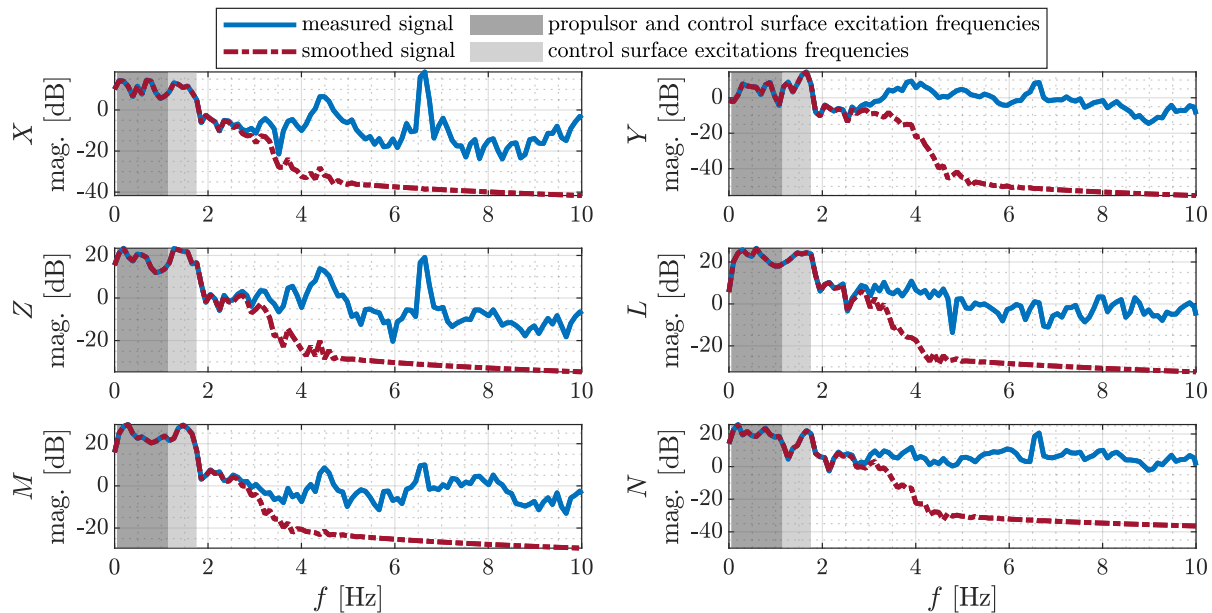 measured signal
propulsor and control surface excitation frequencies
smoothed signal
control surface excitations frequencies
X
mag. [dB]
0
-20
-40
0 2 4 6 8 10
Y
mag. [dB]
0
-20
-40
0 2 4 6 8 10
Z
mag. [dB]
20
0
-20
0 2 4 6 8 10
L
mag. [dB]
20
0
-20
0 2 4 6 8 10
M
mag. [dB]
20
0
-20
0 2 4 6 8 10
f [Hz]
N
mag. [dB]
20
0
-20
-40
0 2 4 6 8 10
f [Hz]